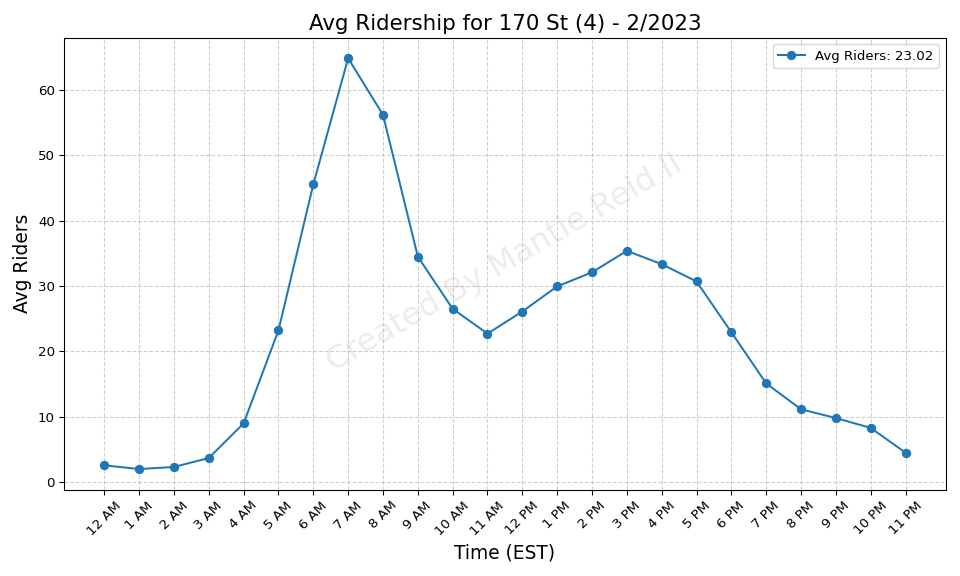 Avg Ridership for 170 St (4) - 2/2023
Avg Riders: 23.02
Avg Riders
60
50
40
30
20
10
0
Created By Mantle Reid II
12 AM
1 AM
2 AM
3 AM
4 AM
5 AM
6 AM
7 AM
8 AM
9 AM
10 AM
11 AM
12 PM
1 PM
2 PM
3 PM
4 PM
5 PM
6 PM
7 PM
8 PM
9 PM
10 PM
11 PM
Time (EST)